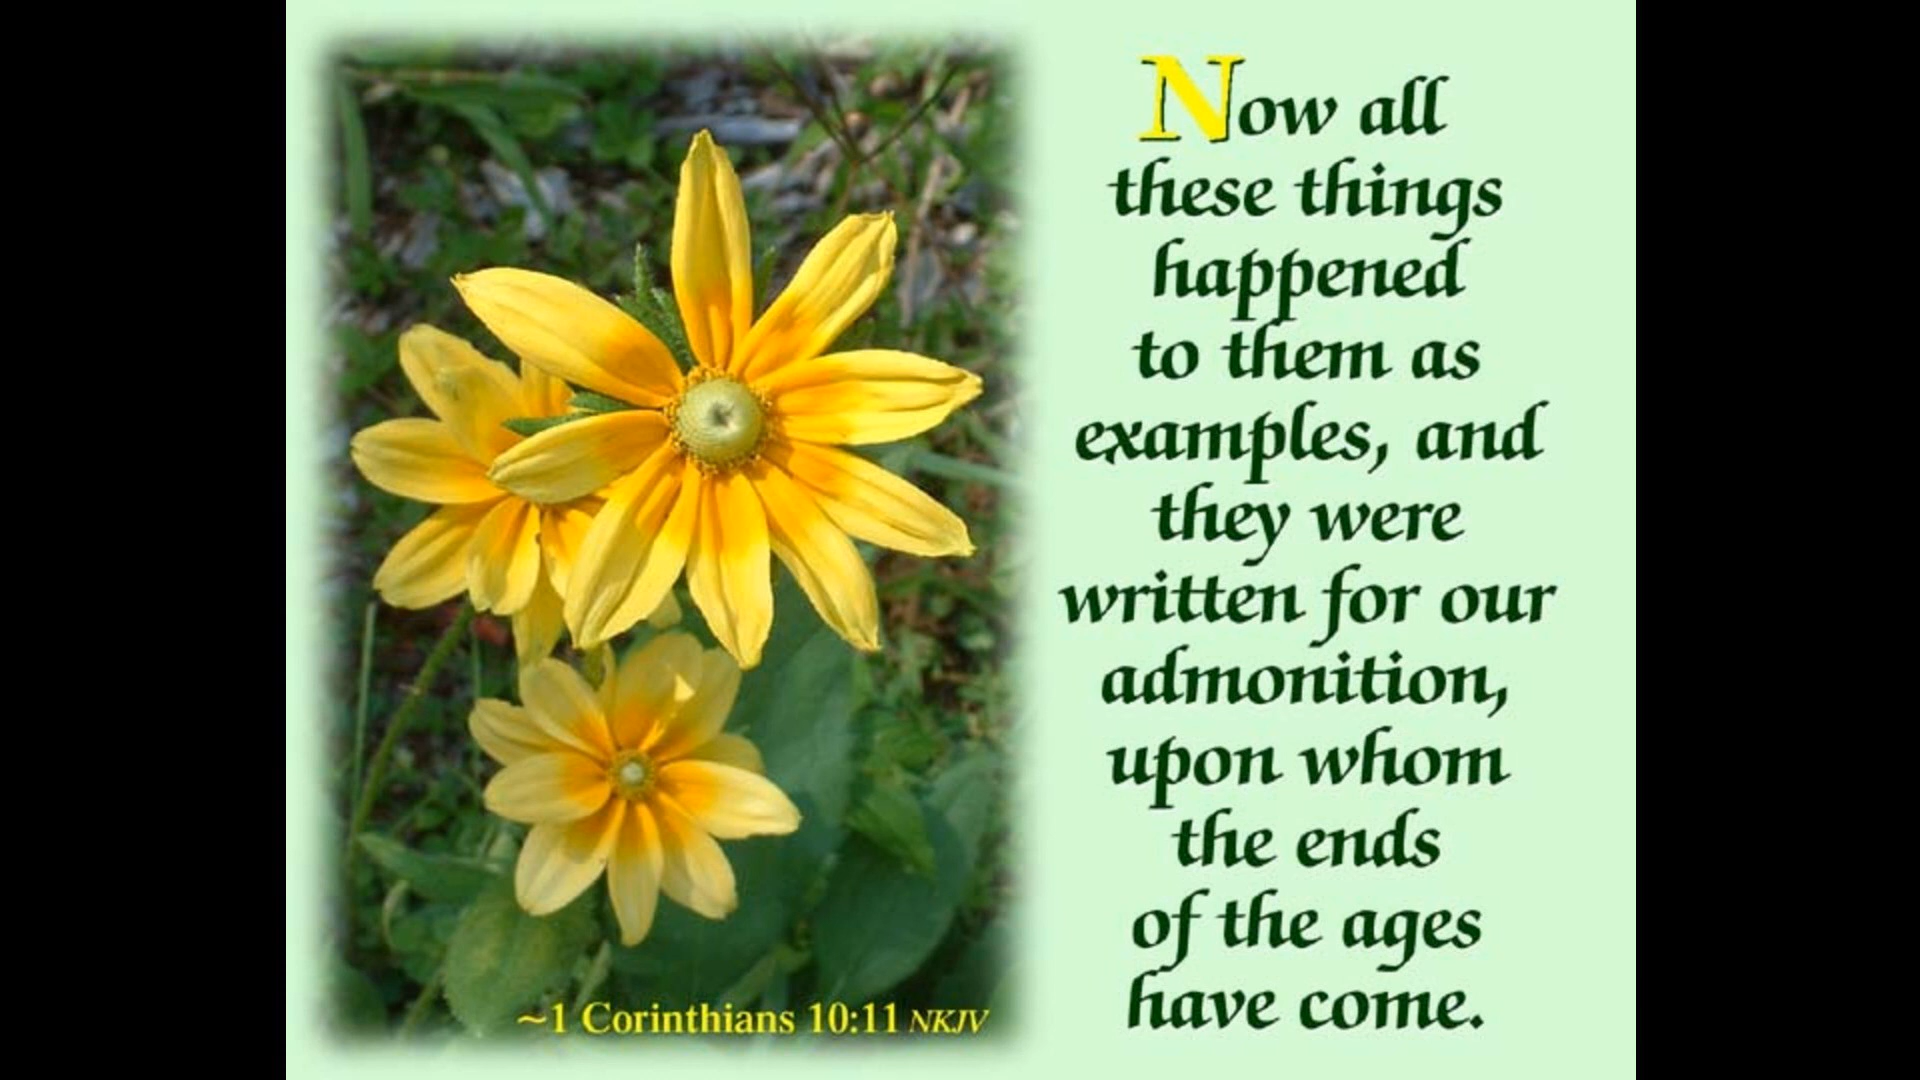 Now all
these things
happened
to them as
examples, and
they were
written for our
admonition,
upon whom
the ends
of the ages
have come.
~1 Corinthians 10:11 NKJV